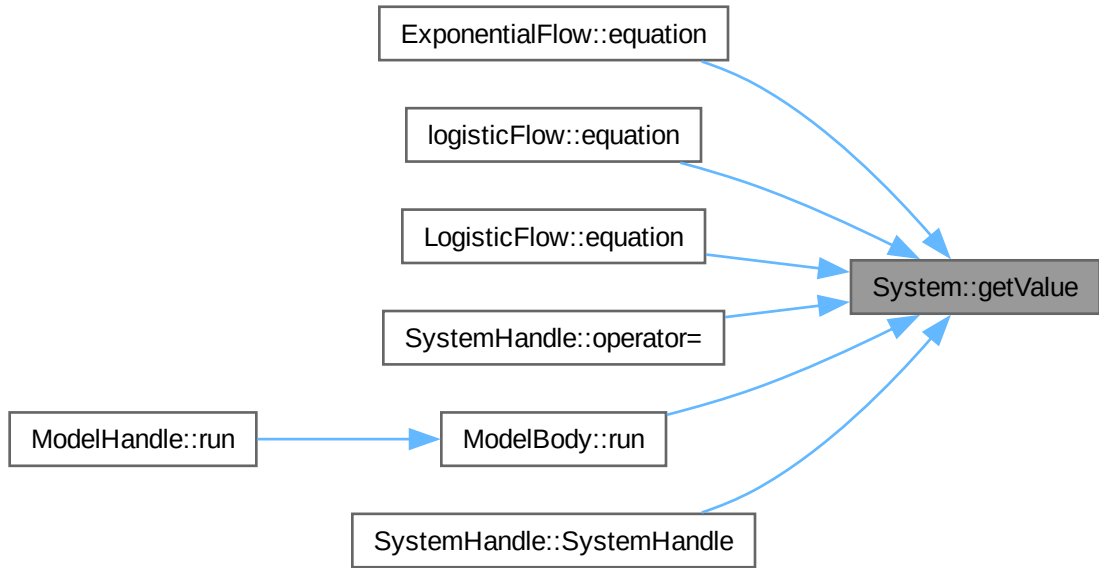 ExponentialFlow::equation
logisticFlow::equation
LogisticFlow::equation
System::getValue
SystemHandle::operator=
ModelHandle::run
ModelBody::run
SystemHandle::SystemHandle